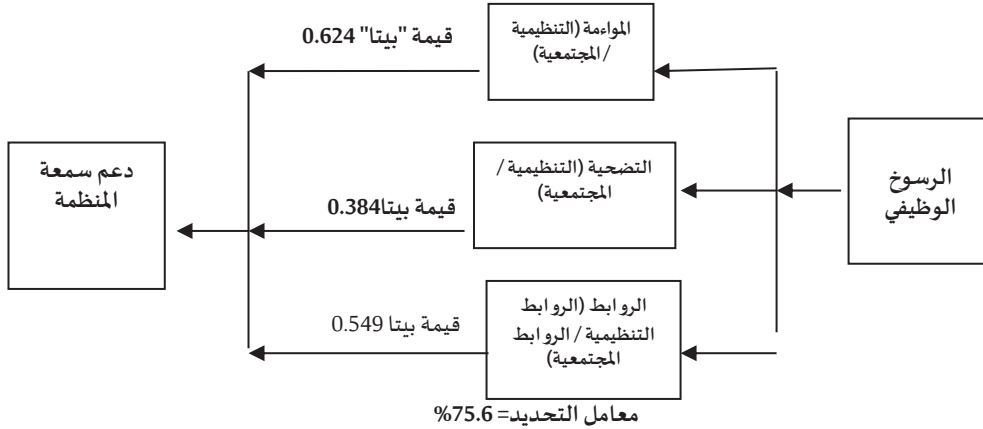 المواءمة (التنظيمية
/المجتمعية)
قيمة "بيتا" 0.624
الرسوخ
الوظيفي
التضحية (التنظيمية/
المجتمعية)
قيمة بيتا0.384
دعم سمعة
المنظمة
الروابط (الروابط
التنظيمية/الروابط
المجتمعية)
قيمة بيتا 0.549
معامل التحديد= 75.6%